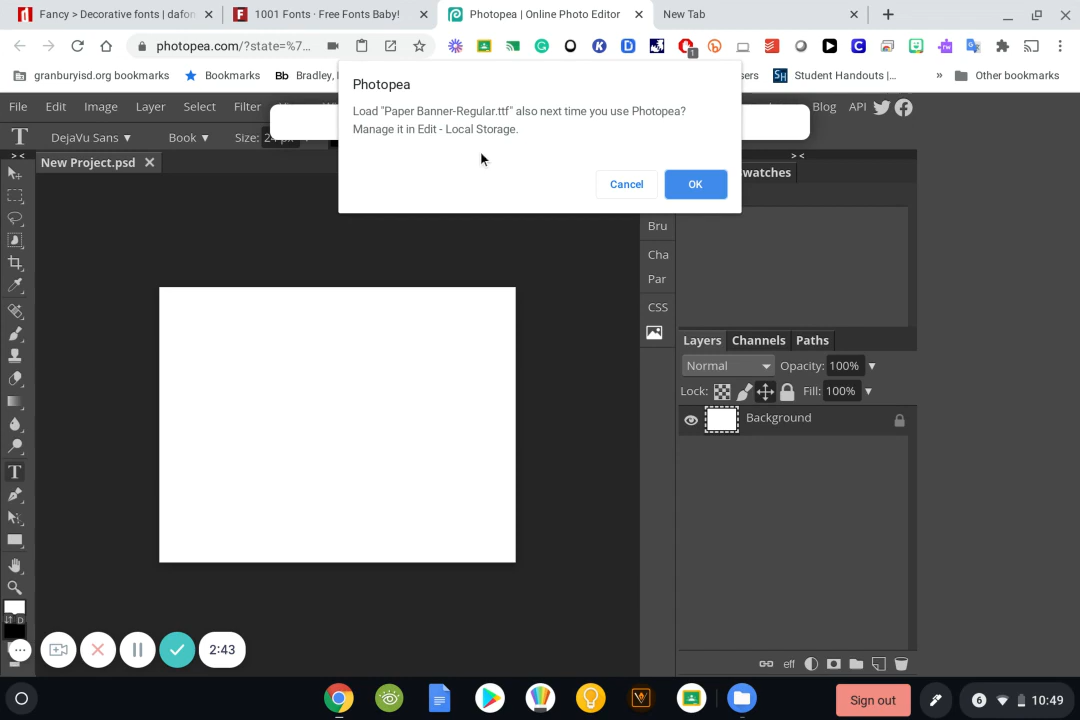 Fancy > Decorative fonts | dafon
1001 Fonts · Free Fonts Baby!
Photopea | Online Photo Editor
New Tab
photopea.com/?state=%7...
1
granburyisd.org bookmarks
Bookmarks
Bb Bradley,
sers
SH Student Handouts |...
»
Other bookmarks
Photopea
Load "Paper Banner-Regular.ttf" also next time you use Photopea?
Manage it in Edit - Local Storage.
Cancel
OK
File Edit Image Layer Select Filter
Blog API
T DejaVu Sans ▼ Book ▼ Size:
> <
New Project.psd
> <
watches
Bru
Cha
Par
CSS
Layers Channels Paths
Normal Opacity: 100% ▼
Lock: Fill: 100% ▼
Background
T
D
2:43
eff
Sign out
6
10:49